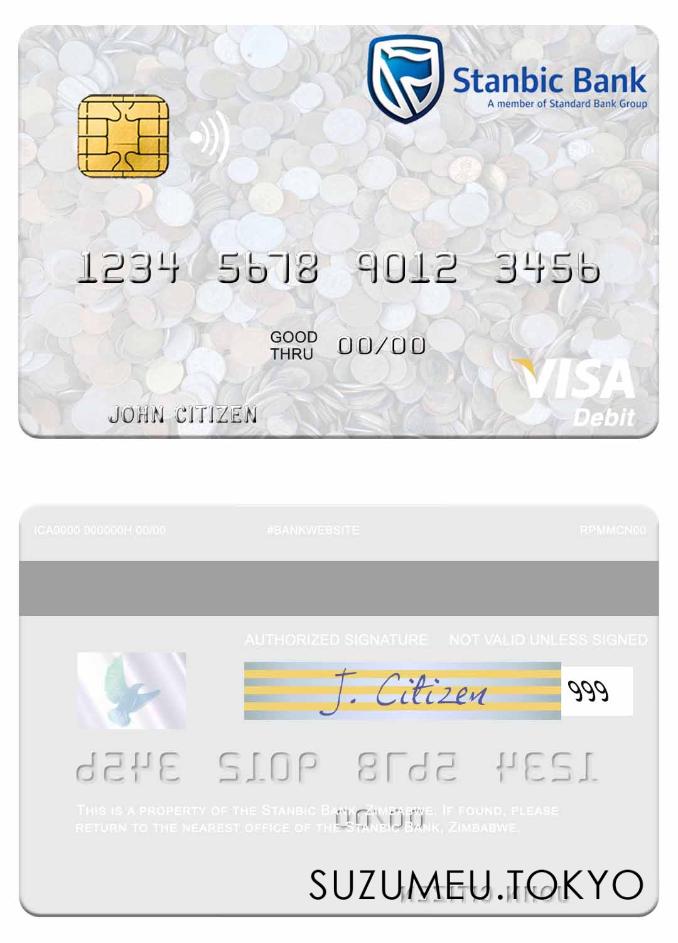 Stanbic Bank
A member of Standard Bank Group
1234 5678 9012 3456
GOOD THRU 00/00
VISA
Debit
JOHN CITIZEN
ICA0000 000000H 00/00 #BANKWEBSITE RPMMCN00
AUTHORIZED SIGNATURE NOT VALID UNLESS SIGNED
J. Citizen 999
THIS IS A PROPERTY OF THE STANBIC BANK, ZIMBABWE. IF FOUND, PLEASE
RETURN TO THE NEAREST OFFICE OF THE STANBIC BANK, ZIMBABWE.
SUZUMEU.TOKYO